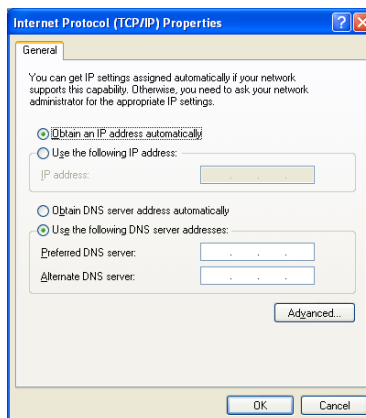 Internet Protocol (TCP/IP) Properties
General
You can get IP settings assigned automatically if your network
supports this capability. Otherwise, you need to ask your network
administrator for the appropriate IP settings.
Obtain an IP address automatically
Use the following IP address:
IP address:
Obtain DNS server address automatically
Use the following DNS server addresses:
Preferred DNS server:
Alternate DNS server:
Advanced...
OK Cancel